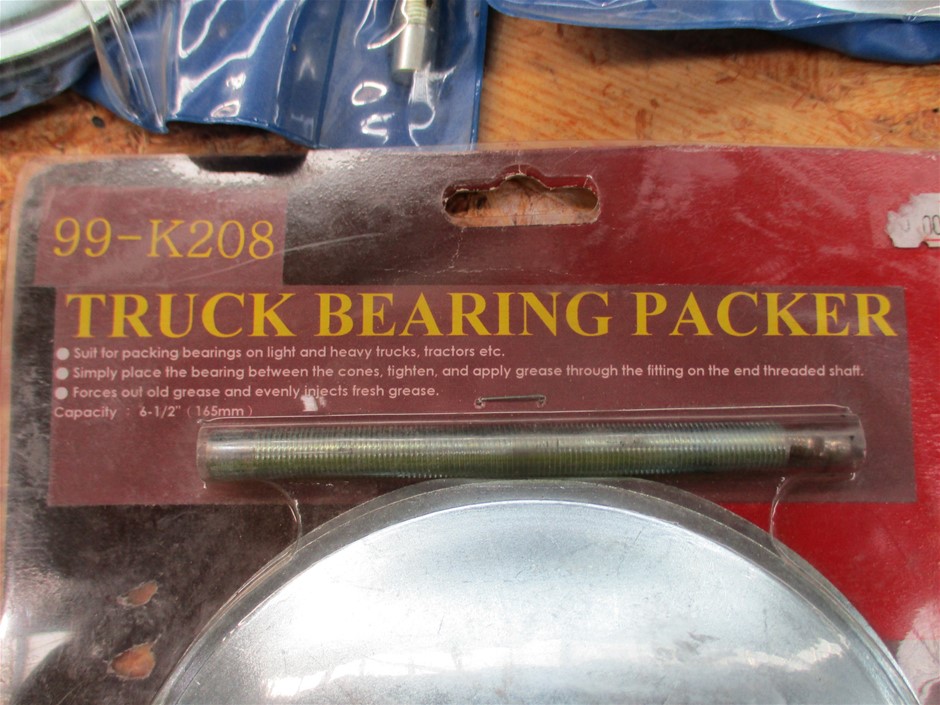 99-K208
TRUCK BEARING PACKER
● Suit for packing bearings on light and heavy trucks, tractors etc.
● Simply place the bearing between the cones, tighten, and apply grease through the fitting on the end threaded shaft.
● Forces out old grease and evenly injects fresh grease.
Capacity : 6-1/2" (165mm)